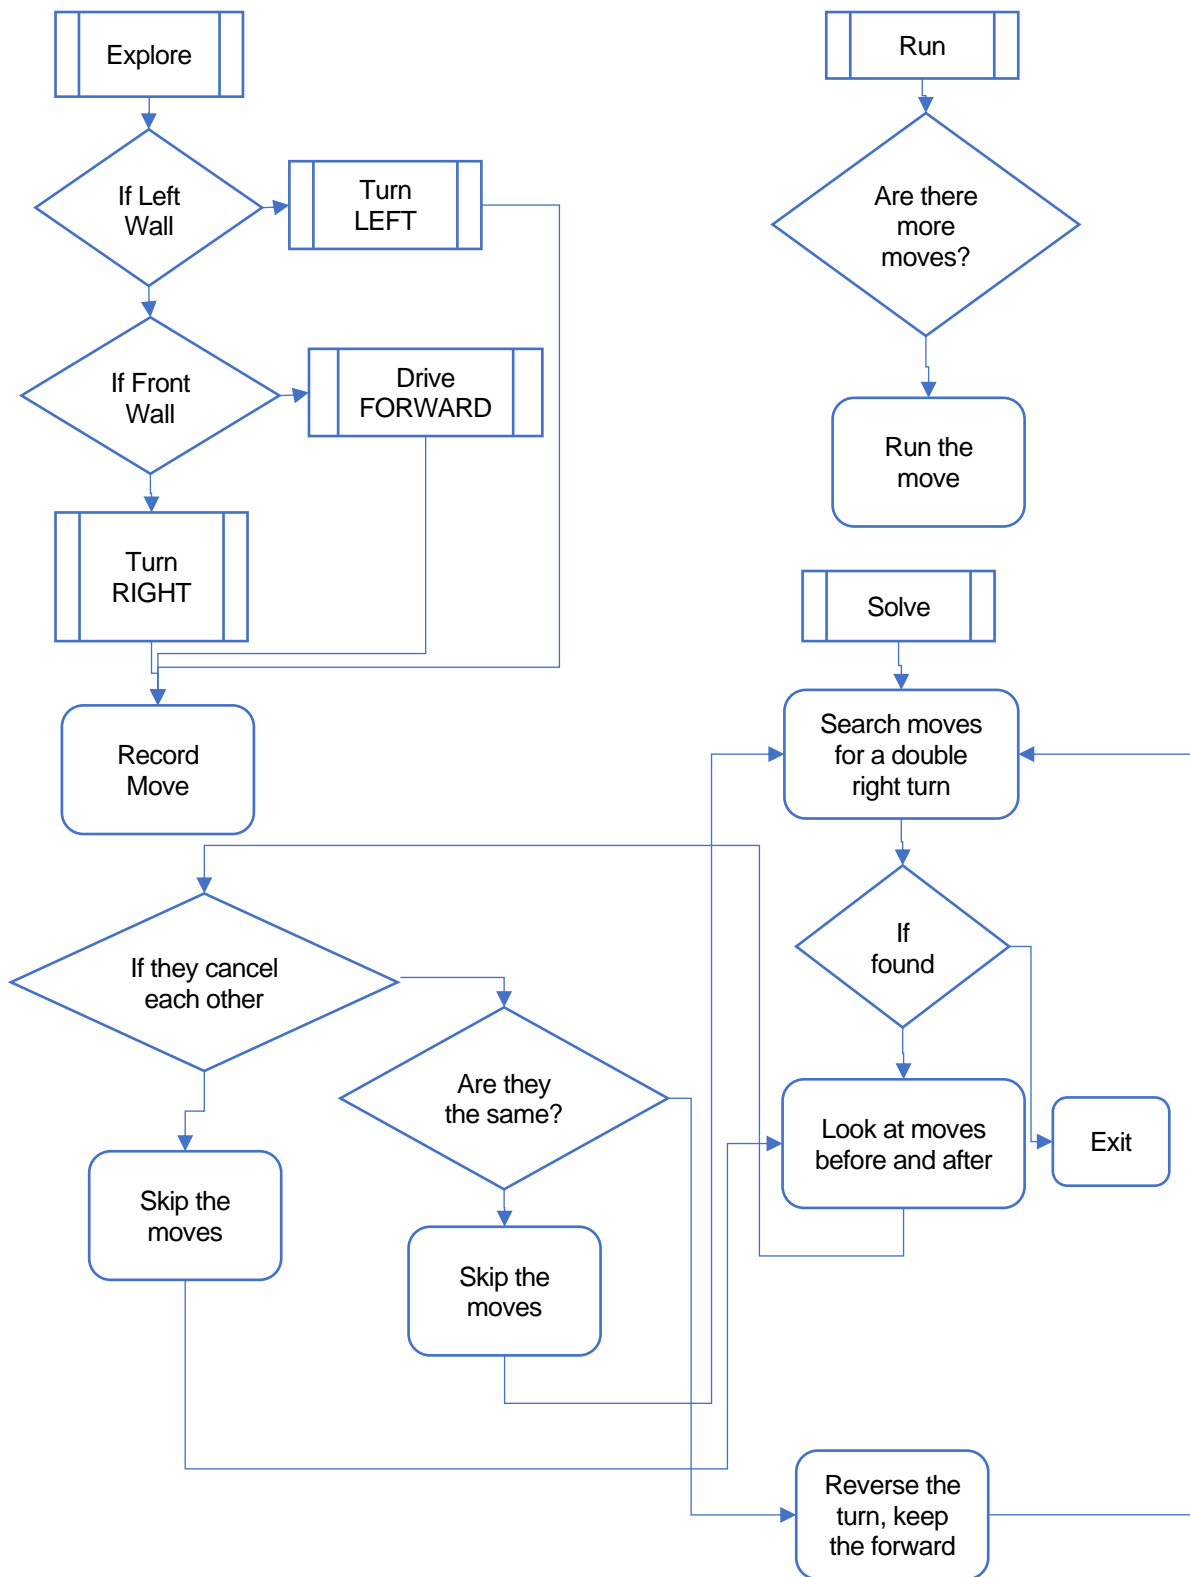 Explore
If Left
Wall
Turn
LEFT
If Front
Wall
Drive
FORWARD
Turn
RIGHT
Record
Move
Run
Are there
more
moves?
Run the
move
Solve
Search moves
for a double
right turn
If
found
Look at moves
before and after
Exit
If they cancel
each other
Are they
the same?
Skip the
moves
Skip the
moves
Reverse the
turn, keep
the forward